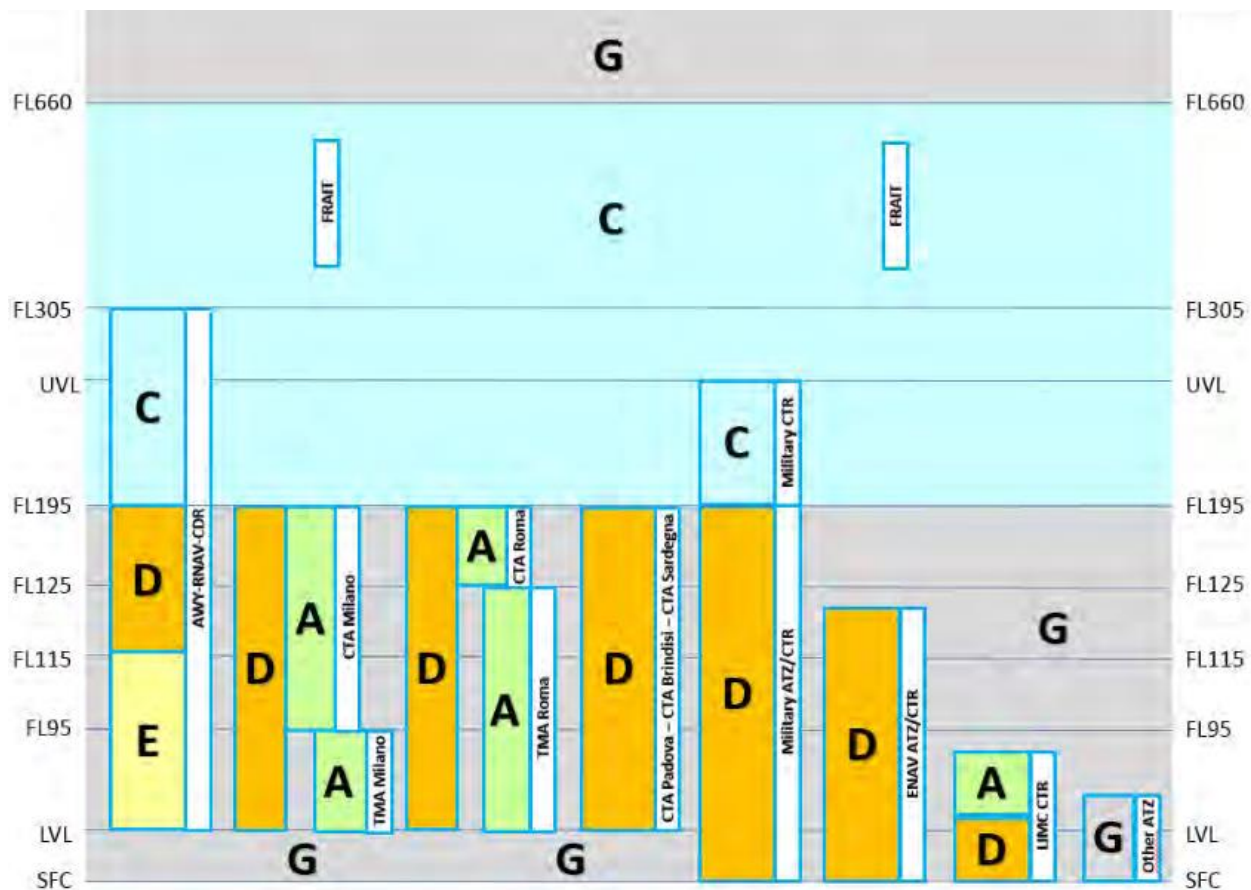 G
FL660
FL660
FRAIT
FRAIT
C
FL305
FL305
UVL
UVL
C
C
Military CTR
FL195
FL195
AWY-RNAV-CDR
D
A
CTA Milano
A
CTA Roma
CTA Padova – CTA Brindisi – CTA Sardegna
FL125
FL125
D
D
D
D
Military ATZ/CTR
G
FL115
FL115
E
A
TMA Roma
D
ENAV ATZ/CTR
FL95
FL95
A
TMA Milano
A
D
LIMC CTR
G
Other ATZ
LVL
LVL
G
G
SFC
SFC